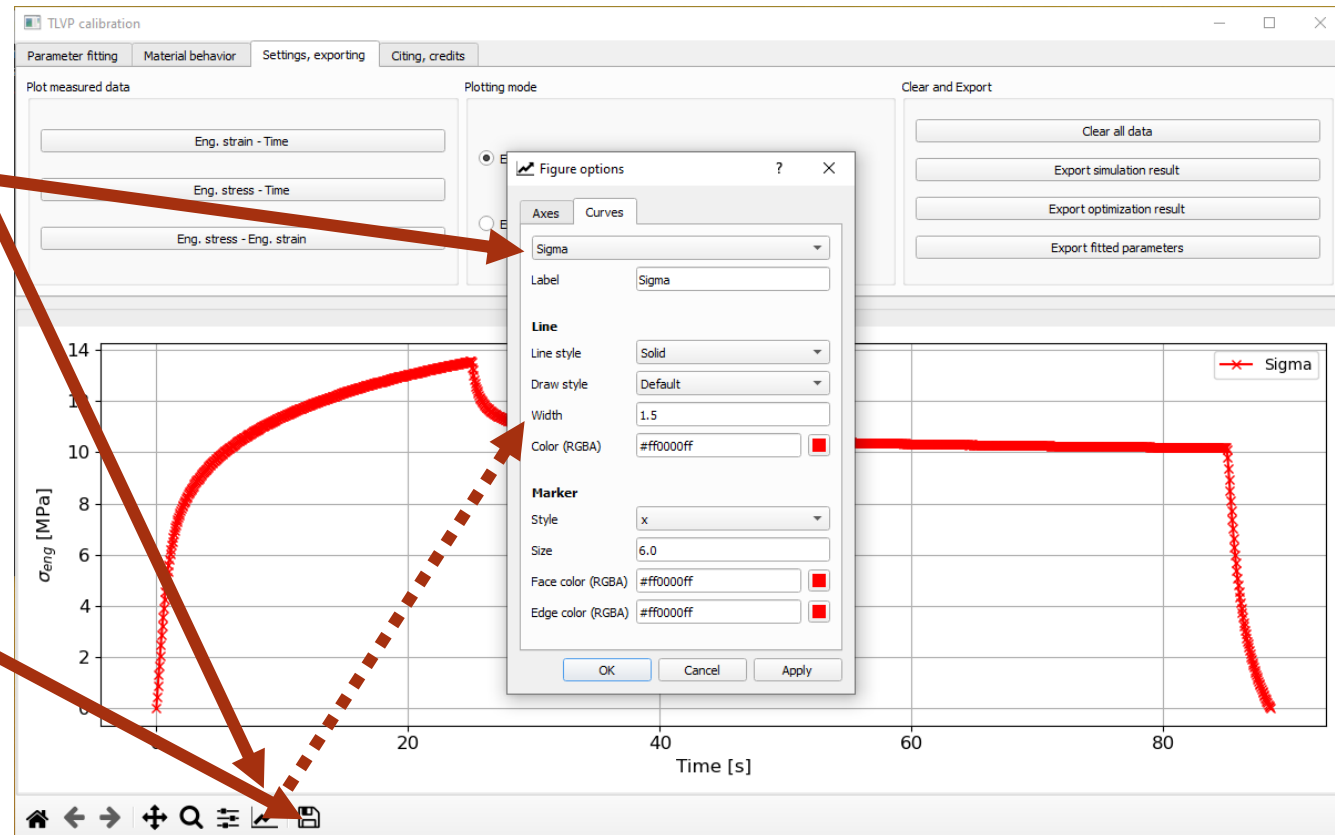 TLVP calibration
Parameter fitting Material behavior Settings, exporting Citing, credits
Plot measured data
Eng. strain - Time
Eng. stress - Time
Eng. stress - Eng. strain
Plotting mode
Clear and Export
Clear all data
Export simulation result
Export optimization result
Export fitted parameters
Figure options ?
Axes Curves
Sigma
Label Sigma
Line
Line style Solid
Draw style Default
Width 1.5
Color (RGBA) #ff0000ff
Marker
Style x
Size 6.0
Face color (RGBA) #ff0000ff
Edge color (RGBA) #ff0000ff
OK Cancel Apply
Sigma
14
12
10
8
6
4
2
0
σeng [MPa]
0 20 40 60 80
Time [s]